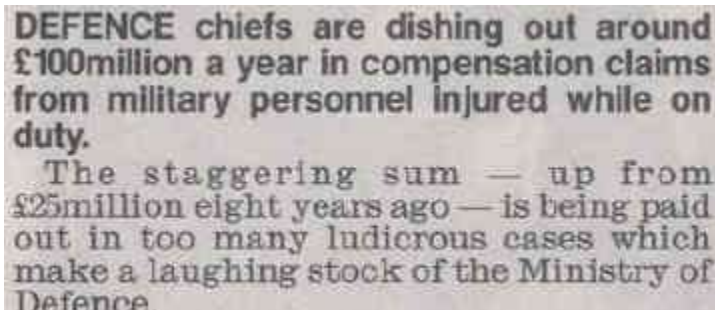 DEFENCE chiefs are dishing out around
£100million a year in compensation claims
from military personnel injured while on
duty.
The staggering sum — up from
£25million eight years ago — is being paid
out in too many ludicrous cases which
make a laughing stock of the Ministry of
Defence